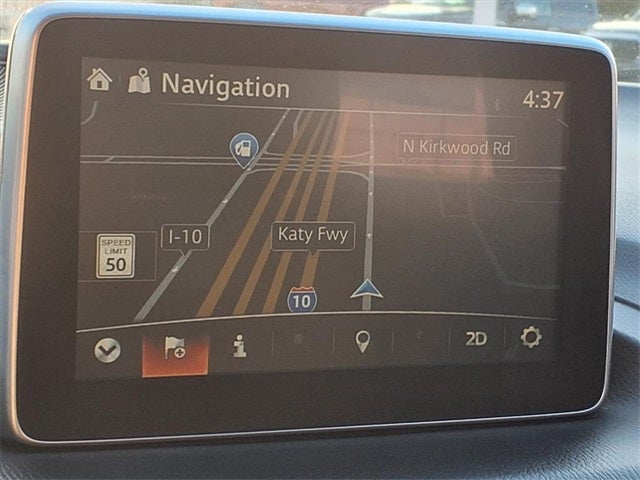 Navigation
4:37
N Kirkwood Rd
I-10
Katy Fwy
SPEED
LIMIT
50
10
2D